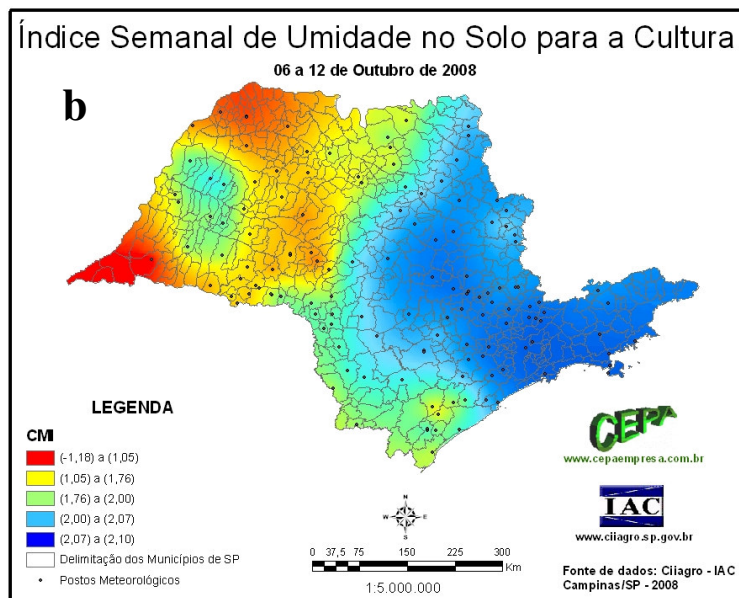 Índice Semanal de Umidade no Solo para a Cultura
06 a 12 de Outubro de 2008
b
LEGENDA
CMI
(-1,18) a (1,05)
(1,05) a (1,76)
(1,76) a (2,00)
(2,00) a (2,07)
(2,07) a (2,10)
Delimitação dos Municípios de SP
Postos Meteorológicos
N
W E
S
0 37,5 75 150 225 300
Km
1:5.000.000
CEPA
www.cepaempresa.com.br
IAC
www.ciiagro.sp.gov.br
Fonte de dados: Ciiagro - IAC
Campinas/SP - 2008